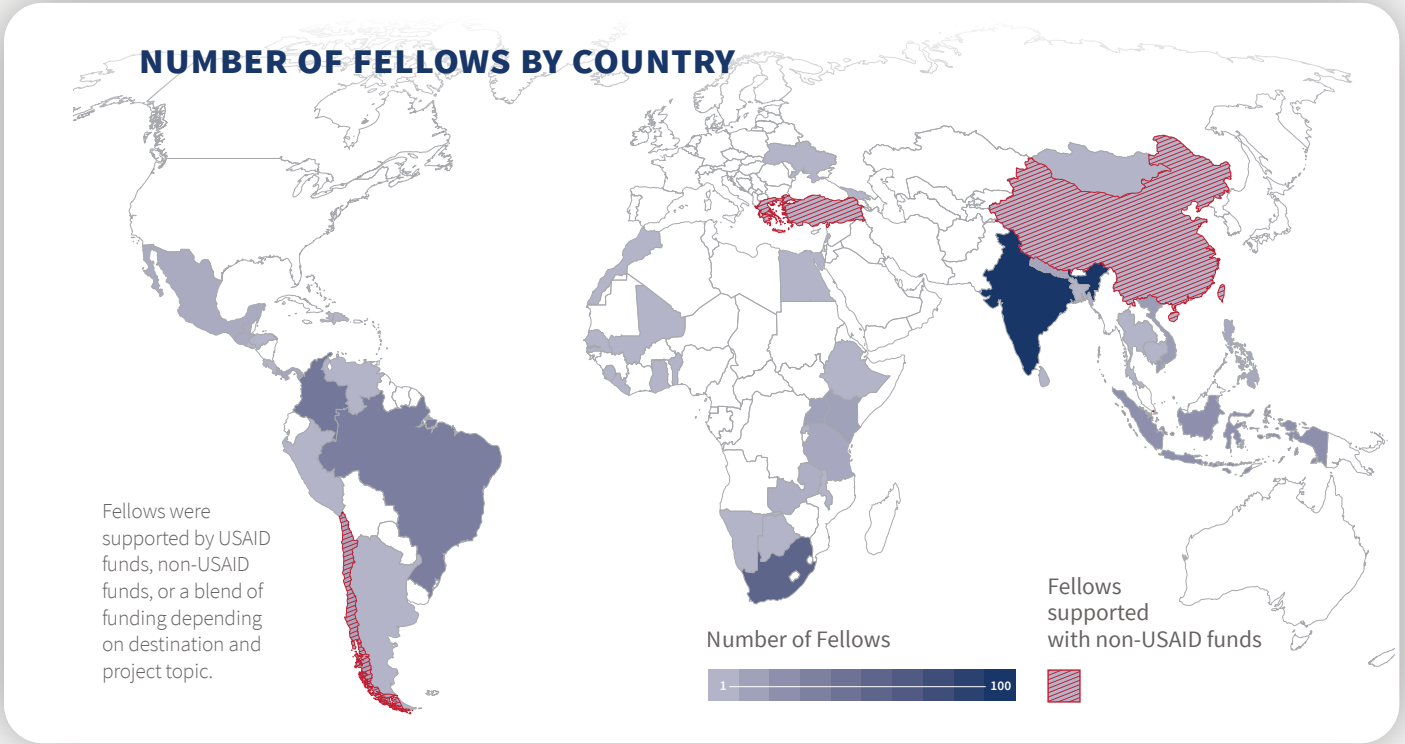 NUMBER OF FELLOWS BY COUNTRY
Fellows were
supported by USAID
funds, non-USAID
funds, or a blend of
funding depending
on destination and
project topic.
Number of Fellows
1
100
Fellows
supported
with non-USAID funds